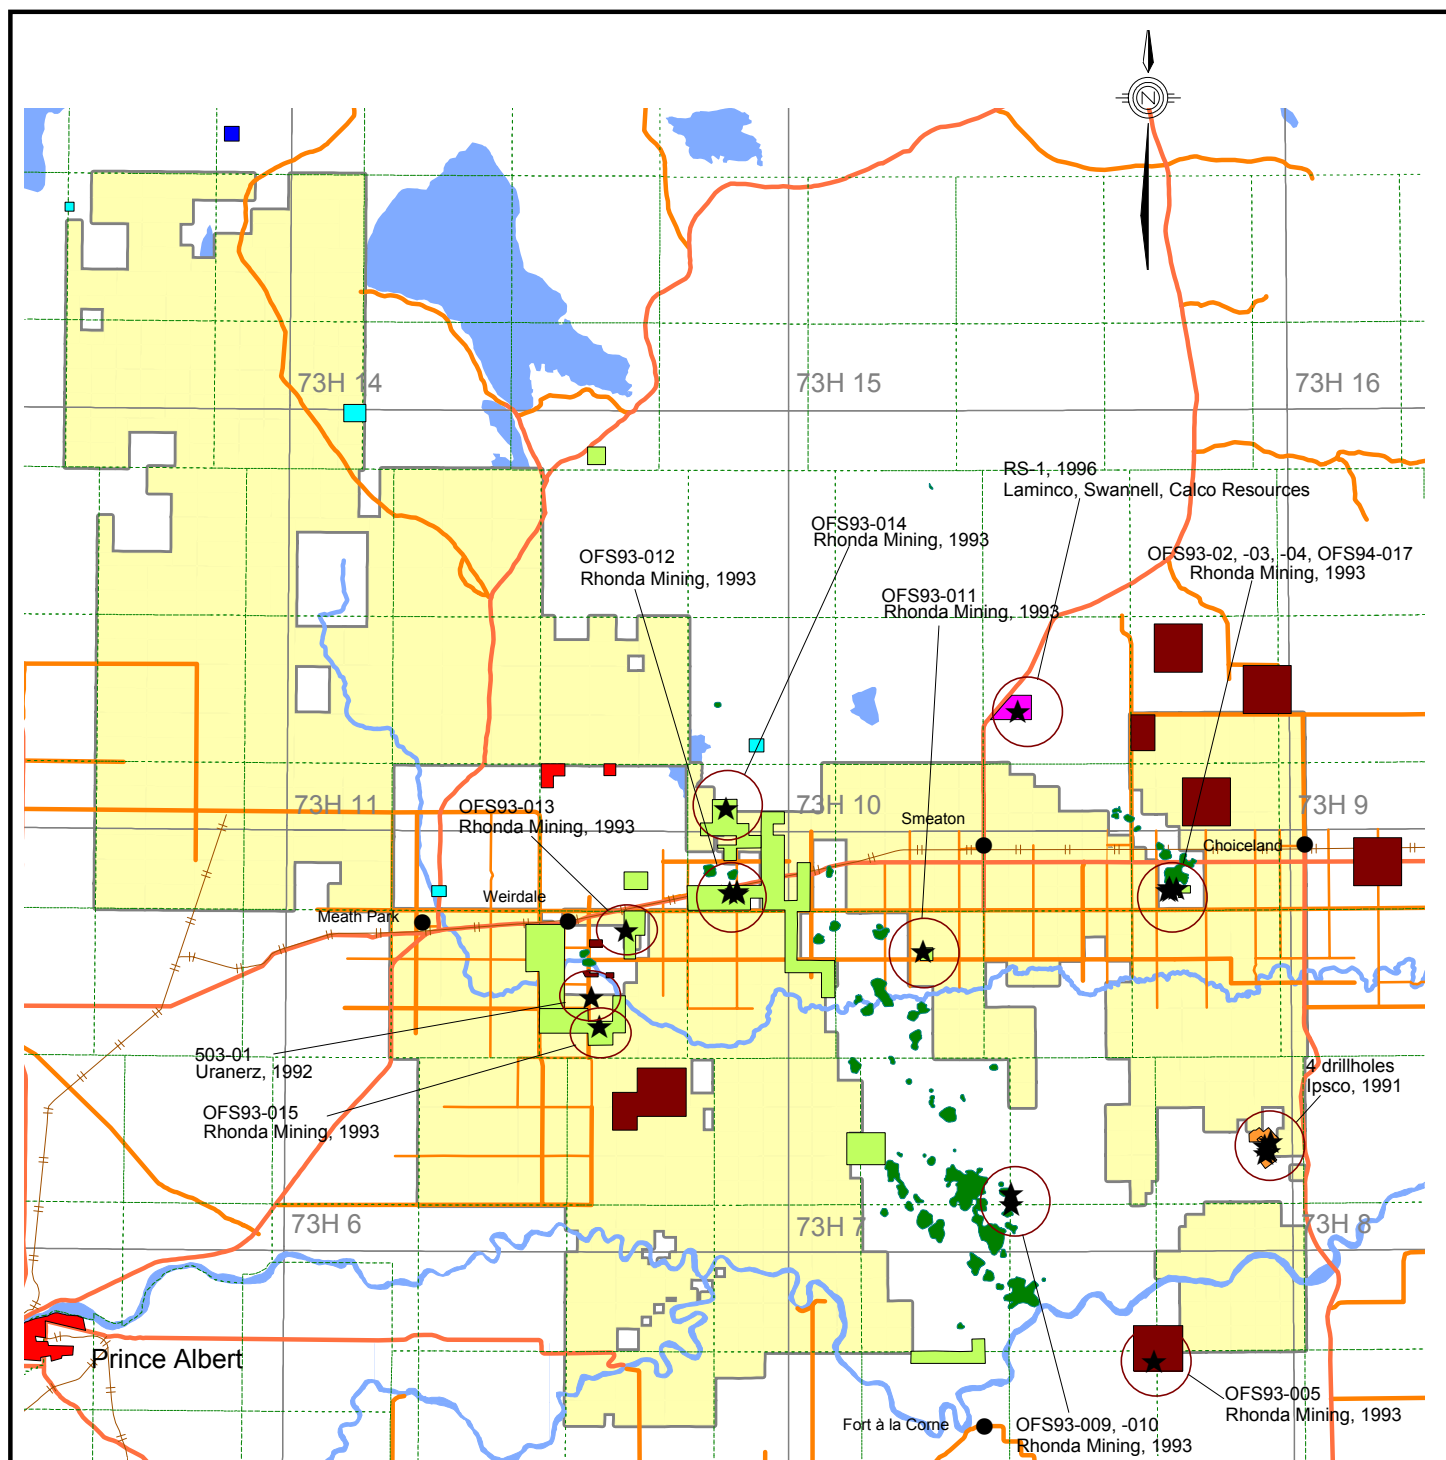 N
73H 14
73H 15
73H 16
RS-1, 1996
Laminco, Swannell, Calco Resources
OFS93-014
Rhonda Mining, 1993
OFS93-012
Rhonda Mining, 1993
OFS93-02, -03, -04, OFS94-017
Rhonda Mining, 1993
OFS93-011
Rhonda Mining, 1993
73H 11
OFS93-013
Rhonda Mining, 1993
73H 10
73H 9
Smeaton
Choiceland
Weirdale
Meath Park
503-01
Uranerz, 1992
4 drillholes
Ipsco, 1991
OFS93-015
Rhonda Mining, 1993
73H 6
73H 7
73H 8
Prince Albert
OFS93-005
Rhonda Mining, 1993
Fort à la Corne
OFS93-009, -010
Rhonda Mining, 1993